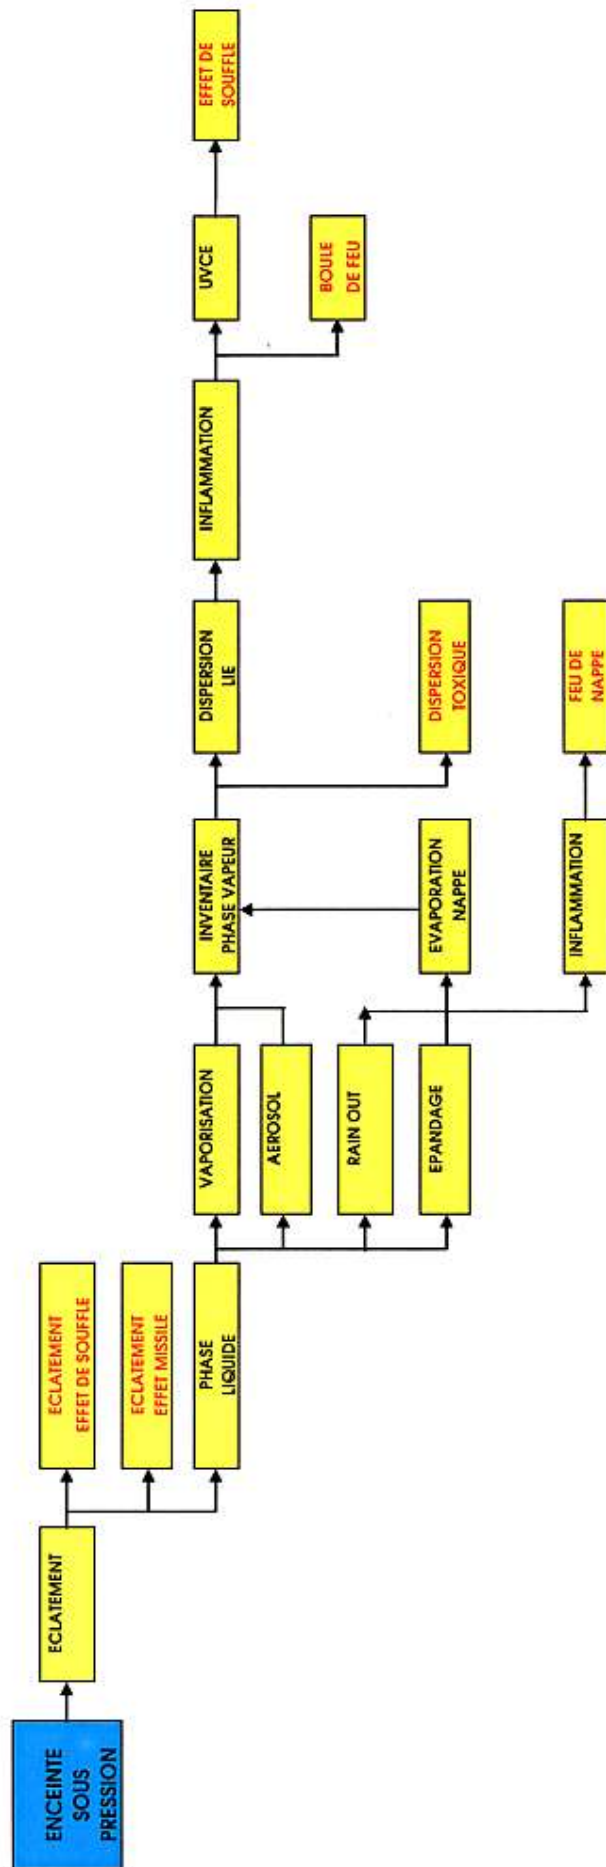 ENCEINTE
SOUS
PRESSION
ECLATEMENT
ECLATEMENT
EFFET DE SOUFFLE
ECLATEMENT
EFFET MISSILE
PHASE
LIQUIDE
VAPORISATION
AEROSOL
RAIN OUT
EPANDAGE
INVENTAIRE
PHASE VAPEUR
EVAPORATION
NAPPE
INFLAMMATION
DISPERSION
LIE
DISPERSION
TOXIQUE
FEU DE
NAPPE
INFLAMMATION
UVCE
BOULE
DE FEU
EFFET DE
SOUFFLE